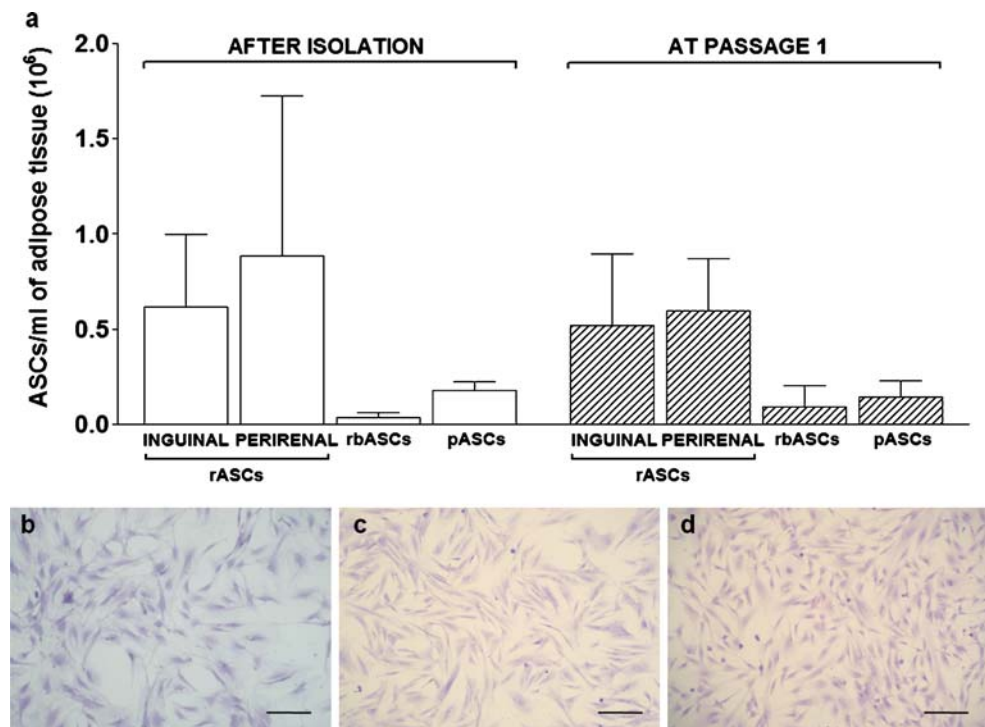 a
AFTER ISOLATION
AT PASSAGE 1
ASCs/ml of adipose tissue (10⁶)
2.0
1.5
1.0
0.5
0.0
INGUINAL PERIRENAL rbASCs pASCs
rASCs
INGUINAL PERIRENAL rbASCs pASCs
rASCs
b
c
d